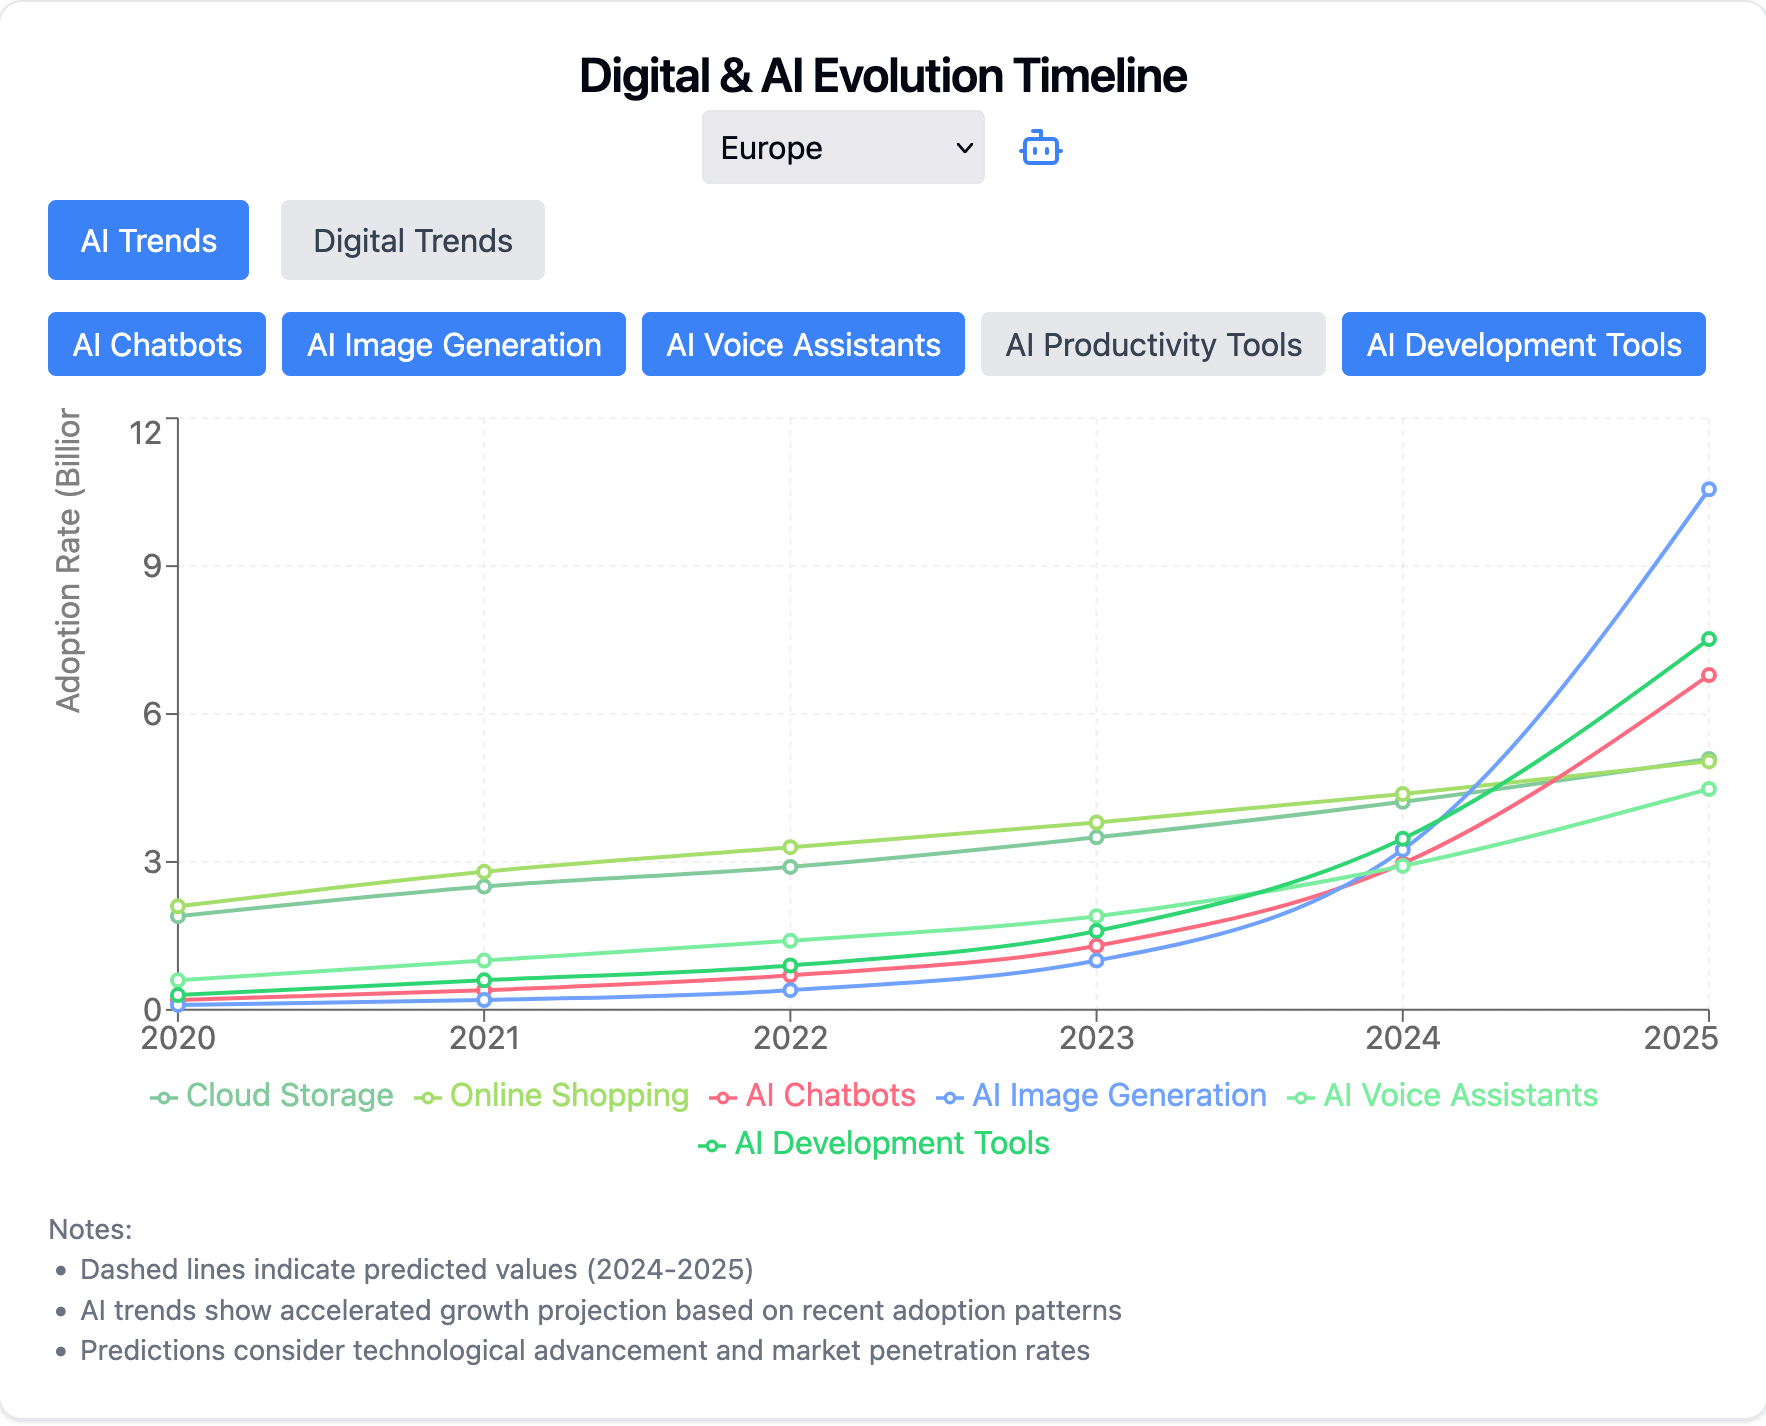 Digital & AI Evolution Timeline
Europe
AI Trends
Digital Trends
AI Chatbots
AI Image Generation
AI Voice Assistants
AI Productivity Tools
AI Development Tools
Adoption Rate (Billior
12
9
6
3
0
2020
2021
2022
2023
2024
2025
Cloud Storage
Online Shopping
AI Chatbots
AI Image Generation
AI Voice Assistants
AI Development Tools
Notes:
• Dashed lines indicate predicted values (2024-2025)
• AI trends show accelerated growth projection based on recent adoption patterns
• Predictions consider technological advancement and market penetration rates